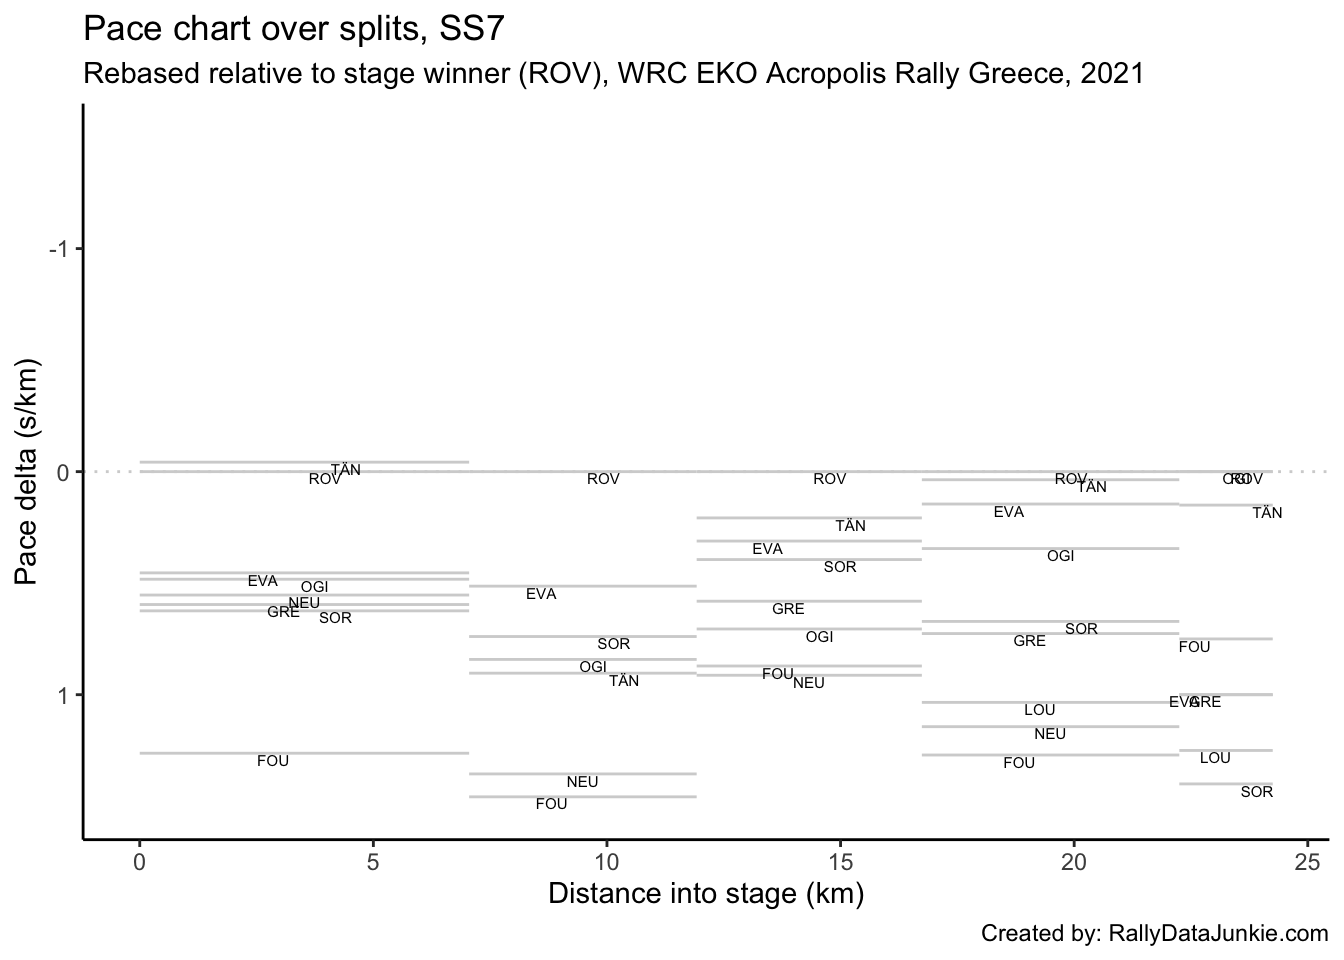 Pace chart over splits, SS7
Rebased relative to stage winner (ROV), WRC EKO Acropolis Rally Greece, 2021
Pace delta (s/km)
-1
0
1
TÄN
ROV
EVA
OGI
NEU
GRE
SOR
FOU
ROV
EVA
SOR
OGI
TÄN
NEU
FOU
ROV
TÄN
EVA
SOR
GRE
OGI
FOU
NEU
ROV
TÄN
EVA
OGI
SOR
GRE
LOU
NEU
FOU
OGI
ROV
TÄN
FOU
EVA
GRE
LOU
SOR
0 5 10 15 20 25
Distance into stage (km)
Created by: RallyDataJunkie.com